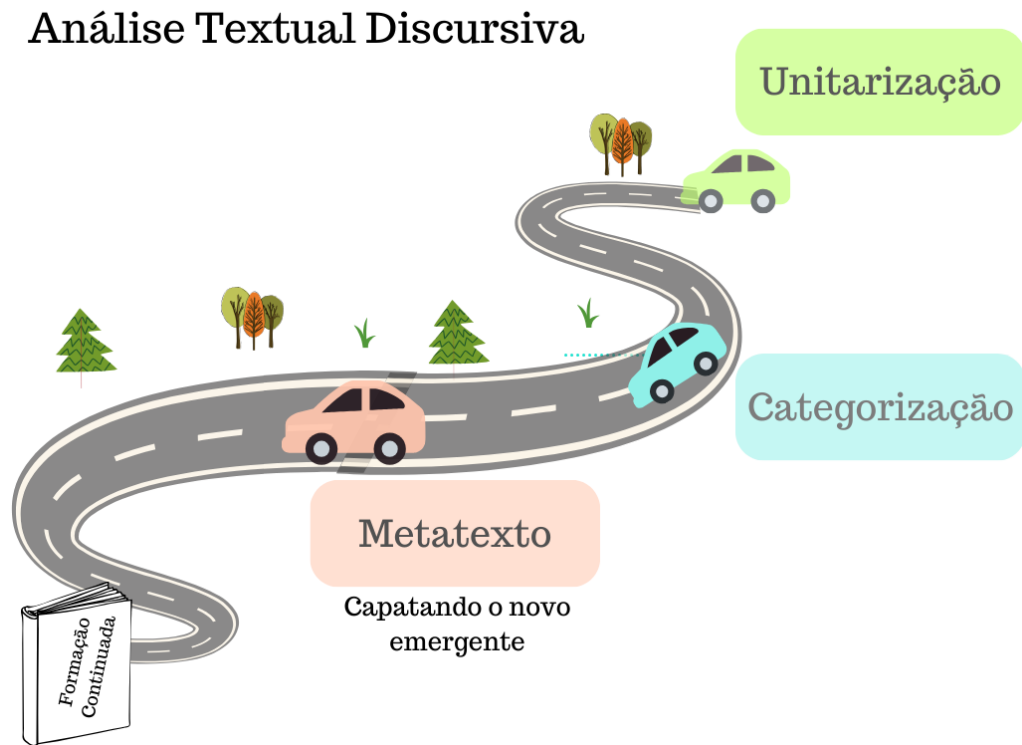 Análise Textual Discursiva
Unitarização
Categorização
Metatexto
Capatando o novo
emergente
Formação
Continuada